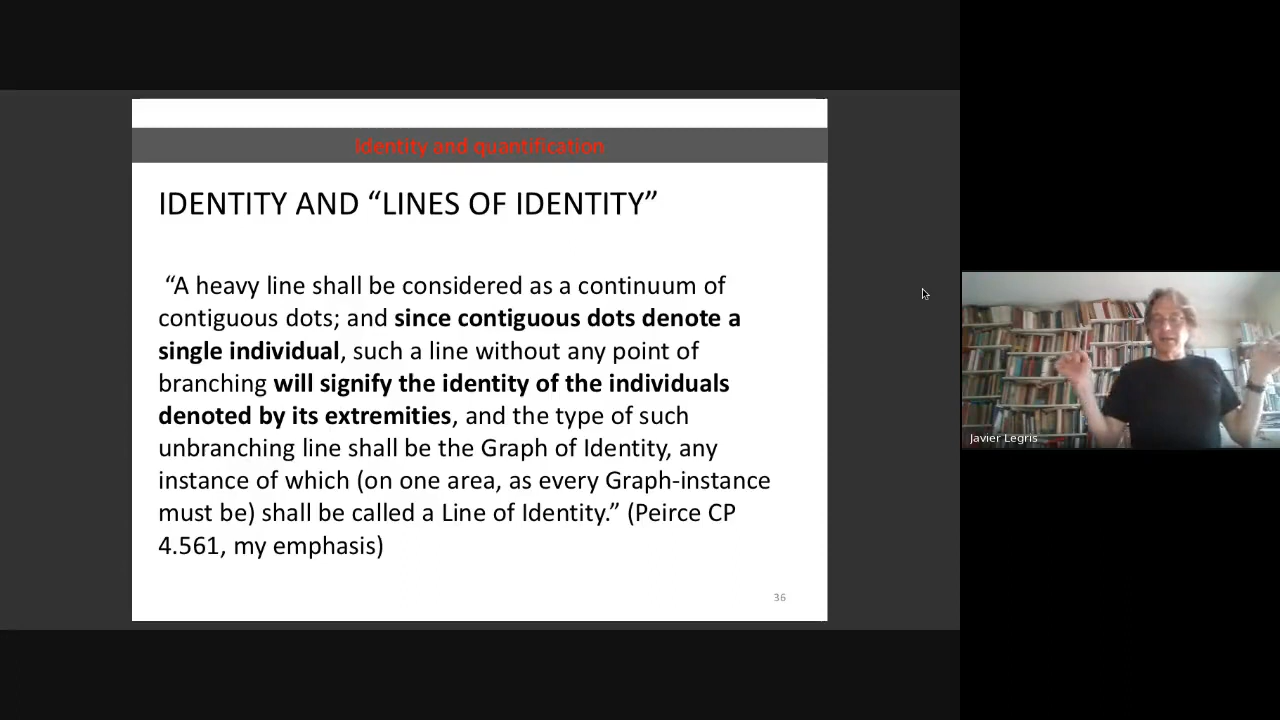 Identity and quantification
IDENTITY AND “LINES OF IDENTITY”
“A heavy line shall be considered as a continuum of
contiguous dots; and since contiguous dots denote a
single individual, such a line without any point of
branching will signify the identity of the individuals
denoted by its extremities, and the type of such
unbranching line shall be the Graph of Identity, any
instance of which (on one area, as every Graph-instance
must be) shall be called a Line of Identity.” (Peirce CP
4.561, my emphasis)
36
Javier Legris